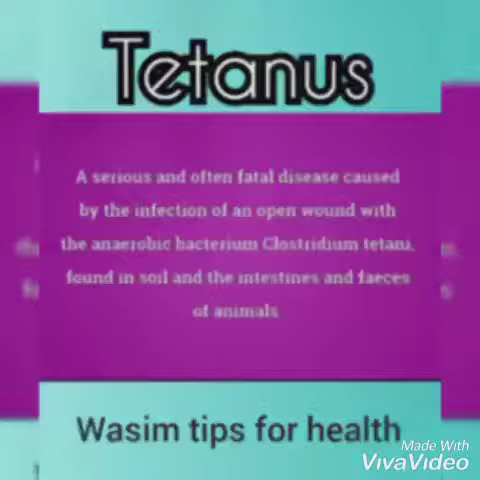 Tetanus
A serious and often fatal disease caused
by the infection of an open wound with
the anaerobic bacterium Clostridium tetani,
found in soil and the intestines and faeces
of animals
Wasim tips for health
Made With
VivaVideo